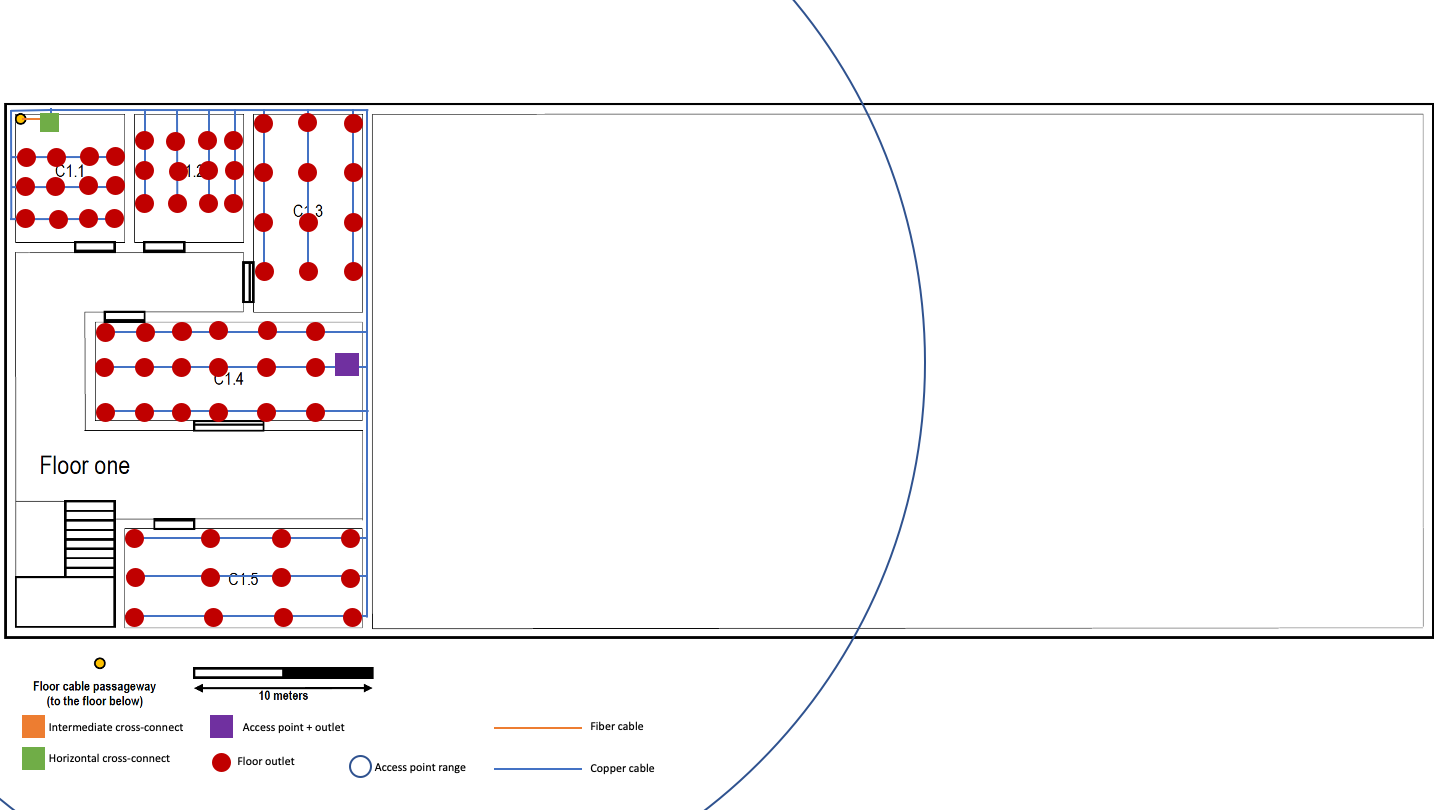 C1.1
1.2
C1.3
C1.4
Floor one
C1.5
Floor cable passageway
(to the floor below)
10 meters
Intermediate cross-connect
Access point + outlet
Fiber cable
Horizontal cross-connect
Floor outlet
Access point range
Copper cable